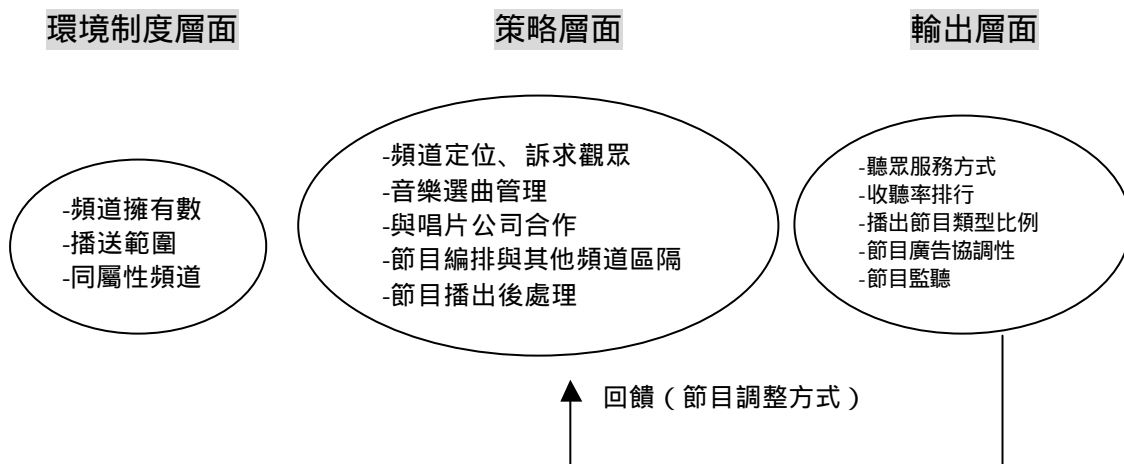 環境制度層面
策略層面
輸出層面
-頻道擁有數
-播送範圍
-同屬性頻道
-頻道定位、訴求觀眾
-音樂選曲管理
-與唱片公司合作
-節目編排與其他頻道區隔
-節目播出後處理
-聽眾服務方式
-收聽率排行
-播出節目類型比例
-節目廣告協調性
-節目監聽
回饋（節目調整方式）